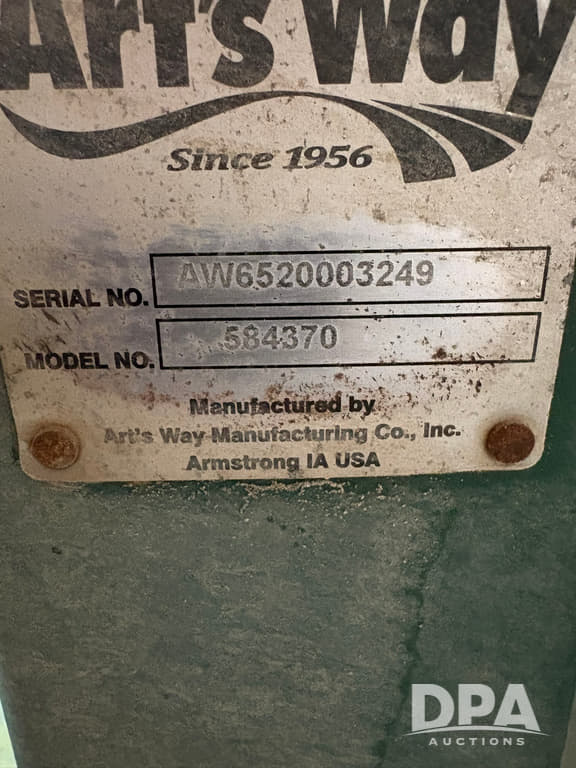 Art's Way
Since 1956
SERIAL NO. AW6520003249
MODEL NO. 584370
Manufactured by
Art's Way Manufacturing Co., Inc.
Armstrong IA USA
DPA
AUCTIONS